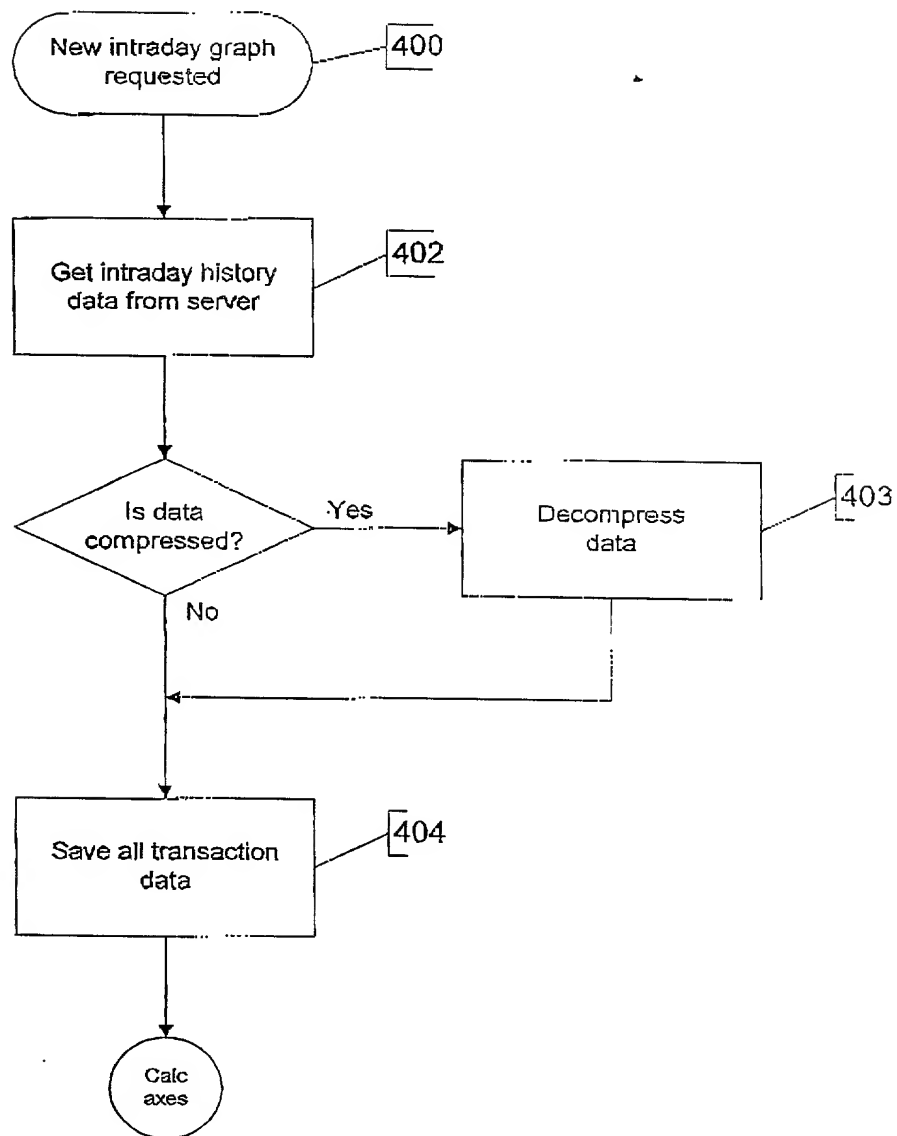 New intraday graph
requested
400
Get intraday history
data from server
402
Is data
compressed?
Yes
Decompress
data
403
No
Save all transaction
data
404
Calc
axes